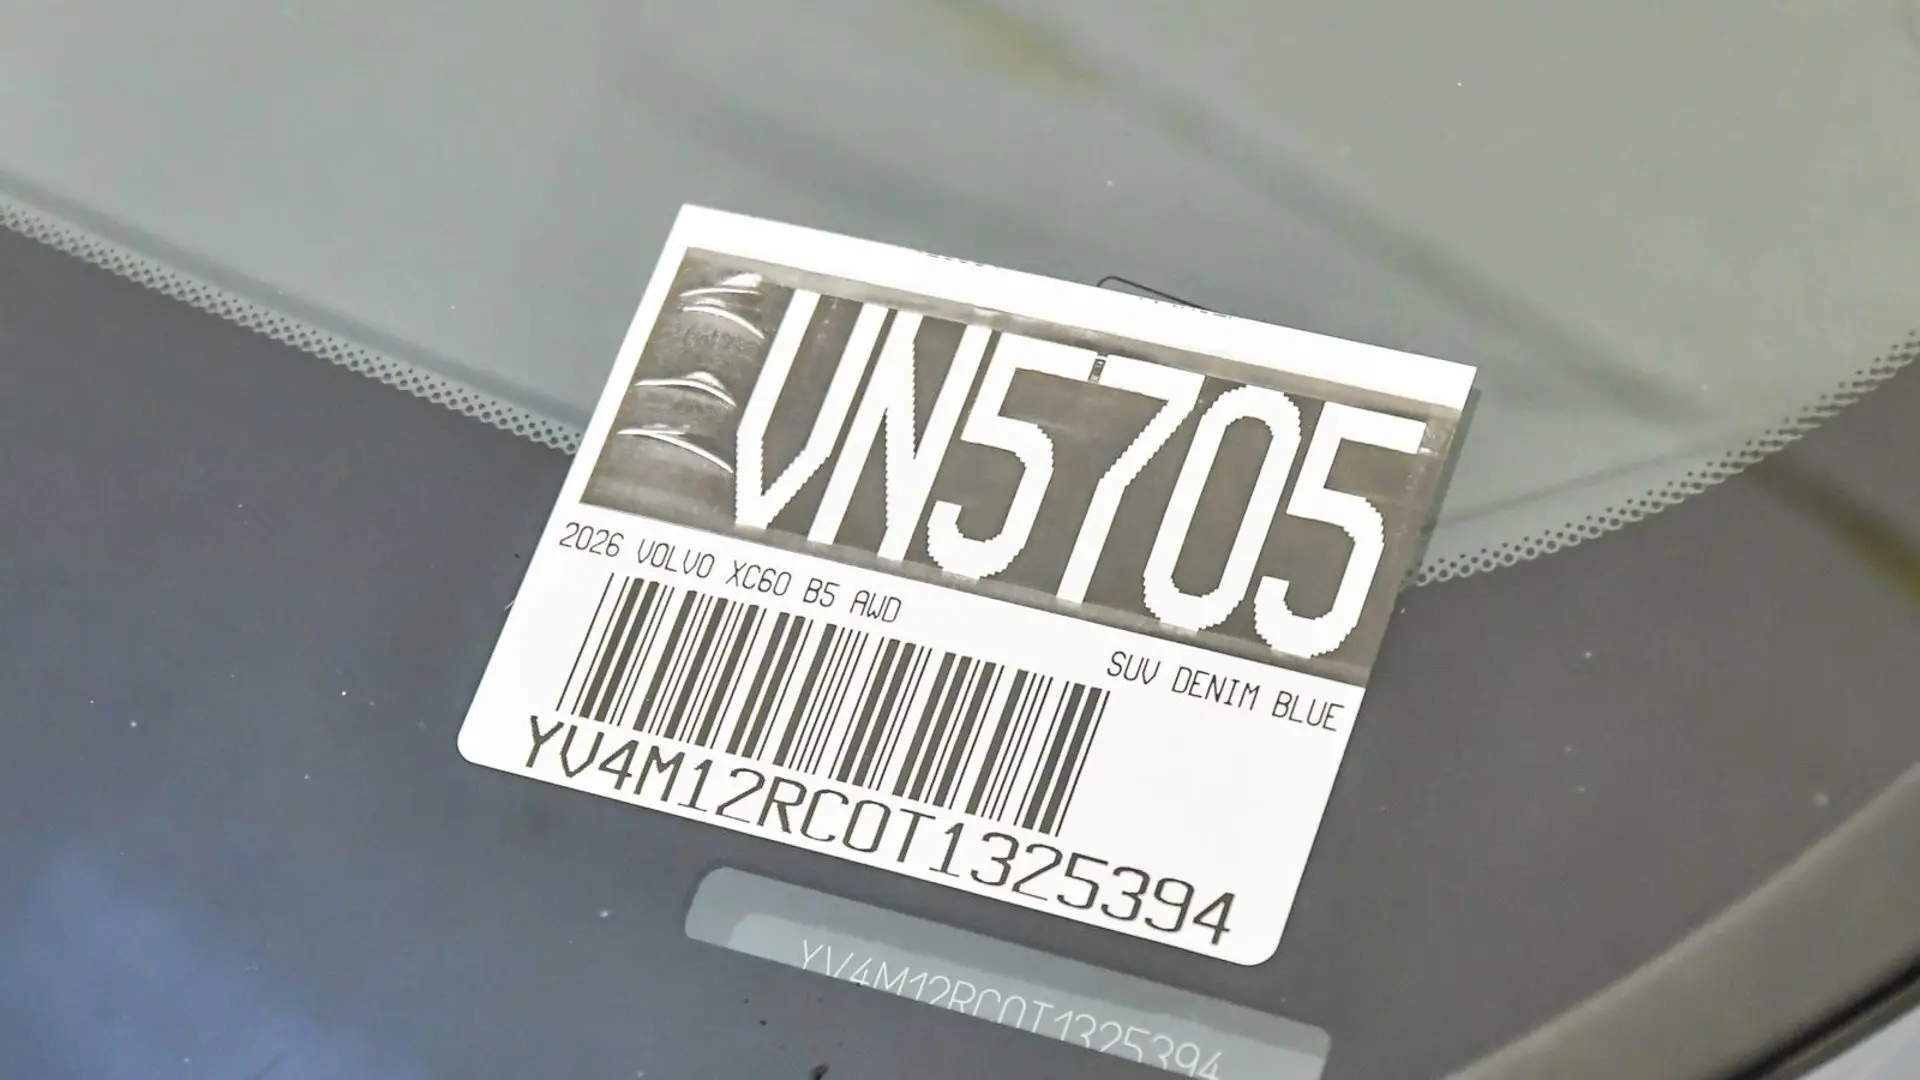 VN5705
2026 VOLVO XC60 B5 AWD
SUV DENIM BLUE
YV4M12RC0T1325394
YV4M12RC0T1325394